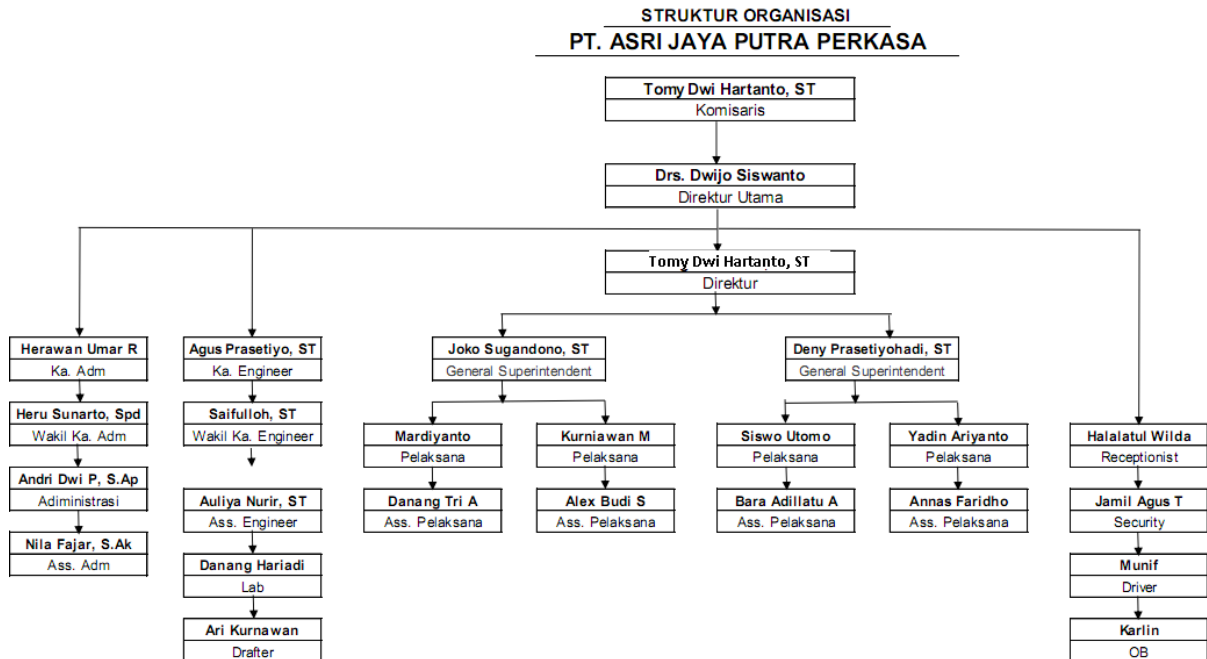 STRUKTUR ORGANISASI
PT. ASRI JAYA PUTRA PERKASA
Tomy Dwi Hartanto, ST
Komisaris
Drs. Dwijo Siswanto
Direktur Utama
Tomy Dwi Hartanto, ST
Direktur
Herawan Umar R
Ka. Adm
Heru Sunarto, Spd
Wakil Ka. Adm
Andri Dwi P, S.Ap
Adiministrasi
Nila Fajar, S.Ak
Ass. Adm
Agus Prasetiyo, ST
Ka. Engineer
Saifulloh, ST
Wakil Ka. Engineer
Auliya Nurir, ST
Ass. Engineer
Danang Hariadi
Lab
Ari Kurnawan
Drafter
Joko Sugandono, ST
General Superintendent
Mardiyanto
Pelaksana
Danang Tri A
Ass. Pelaksana
Kurniawan M
Pelaksana
Alex Budi S
Ass. Pelaksana
Deny Prasetiyohadi, ST
General Superintendent
Siswo Utomo
Pelaksana
Bara Adillatu A
Ass. Pelaksana
Yadin Ariyanto
Pelaksana
Annas Faridho
Ass. Pelaksana
Halalatul Wilda
Receptionist
Jamil Agus T
Security
Munif
Driver
Karlin
OB